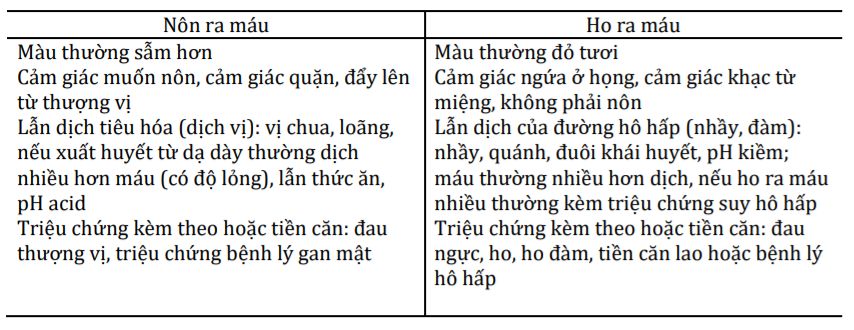 Nôn ra máu
Màu thường sẫm hơn
Cảm giác muốn nôn, cảm giác quặn, đẩy lên
từ thượng vị
Lẫn dịch tiêu hóa (dịch vị): vị chua, loãng,
nếu xuất huyết từ dạ dày thường dịch
nhiều hơn máu (có độ lỏng), lẫn thức ăn,
pH acid
Triệu chứng kèm theo hoặc tiền căn: đau
thượng vị, triệu chứng bệnh lý gan mật
Ho ra máu
Màu thường đỏ tươi
Cảm giác ngứa ở họng, cảm giác khạc từ
miệng, không phải nôn
Lẫn dịch của đường hô hấp (nhầy, đàm):
nhầy, quánh, đuôi khái huyết, pH kiềm;
máu thường nhiều hơn dịch, nếu ho ra máu
nhiều thường kèm triệu chứng suy hô hấp
Triệu chứng kèm theo hoặc tiền căn: đau
ngực, ho, ho đàm, tiền căn lao hoặc bệnh lý
hô hấp